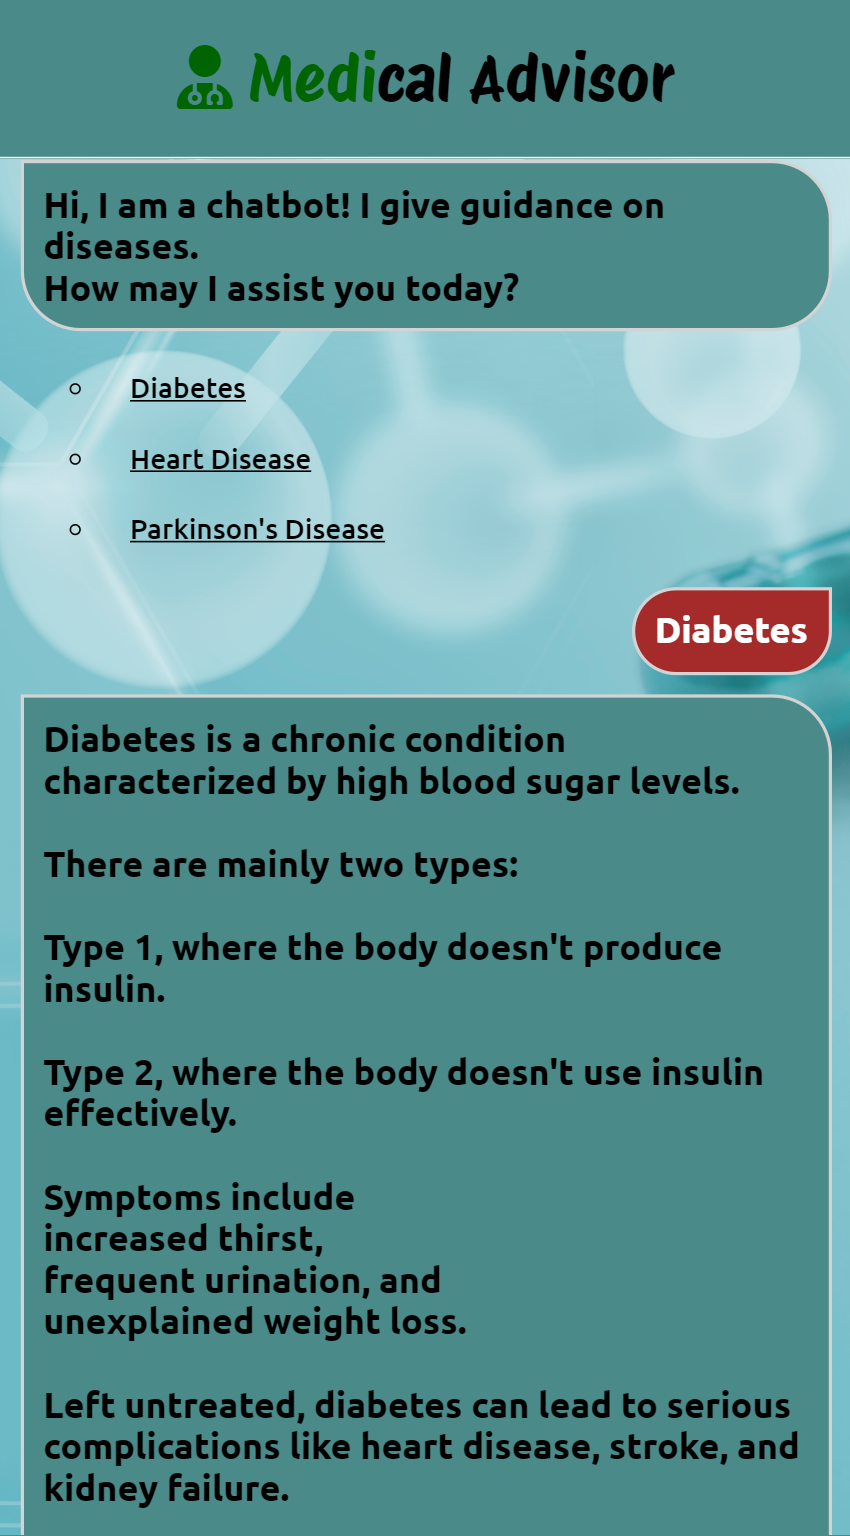 Medical Advisor
Hi, I am a chatbot! I give guidance on
diseases.
How may I assist you today?
Diabetes
Heart Disease
Parkinson's Disease
Diabetes
Diabetes is a chronic condition
characterized by high blood sugar levels.
There are mainly two types:
Type 1, where the body doesn't produce
insulin.
Type 2, where the body doesn't use insulin
effectively.
Symptoms include
increased thirst,
frequent urination, and
unexplained weight loss.
Left untreated, diabetes can lead to serious
complications like heart disease, stroke, and
kidney failure.